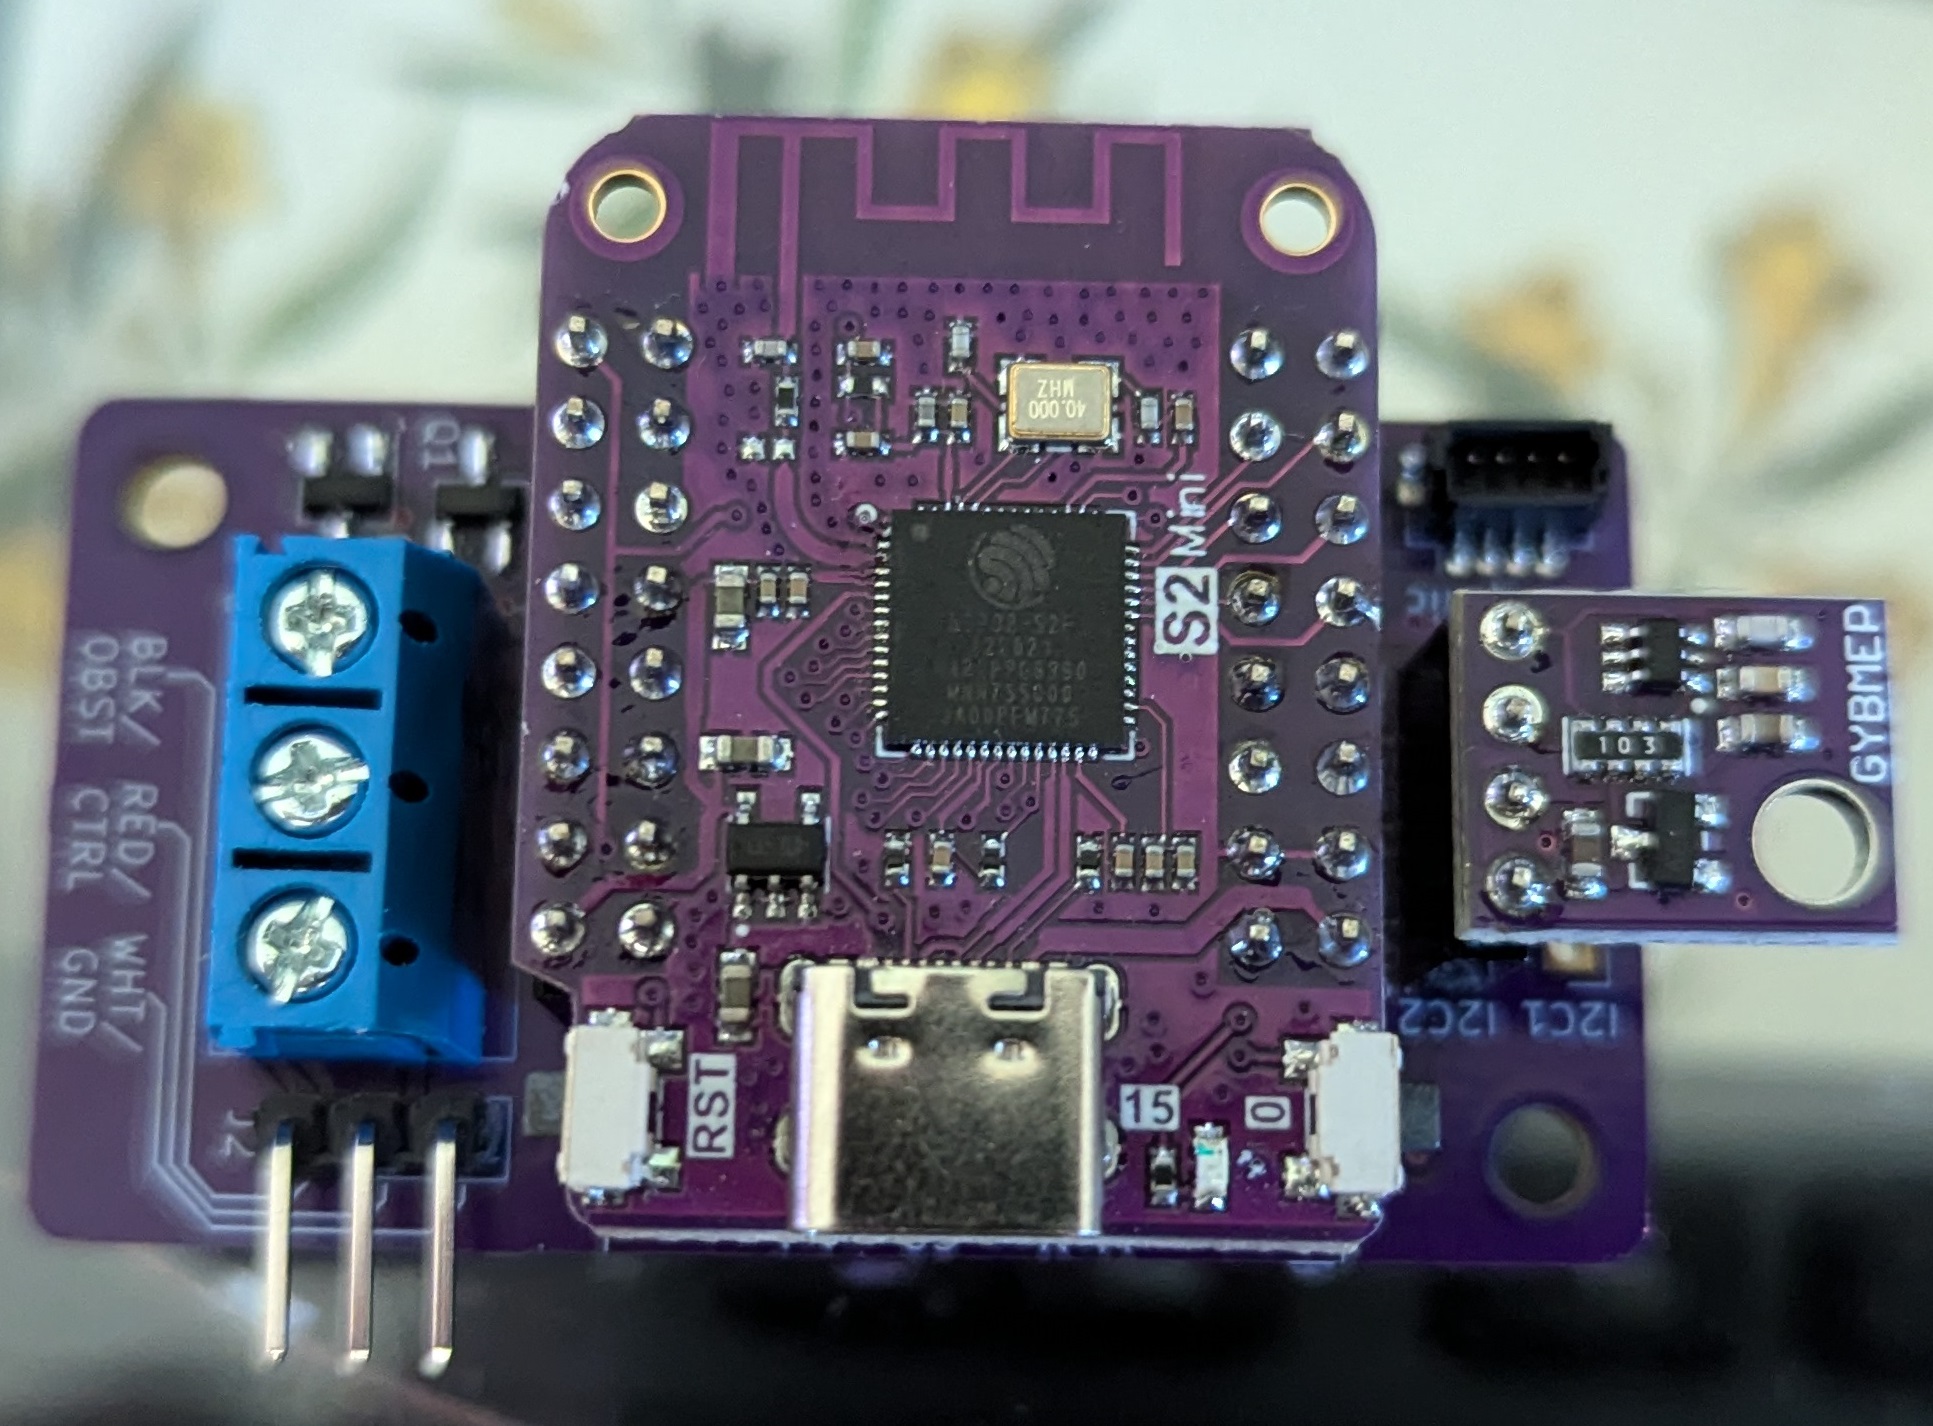 Q1
40.000
MHZ
S2 Mini
BLK/
OBST
RED/
CTRL
WHT/
GND
103
GYBMEP
I2C1
I2C2
J2
RST
15
0